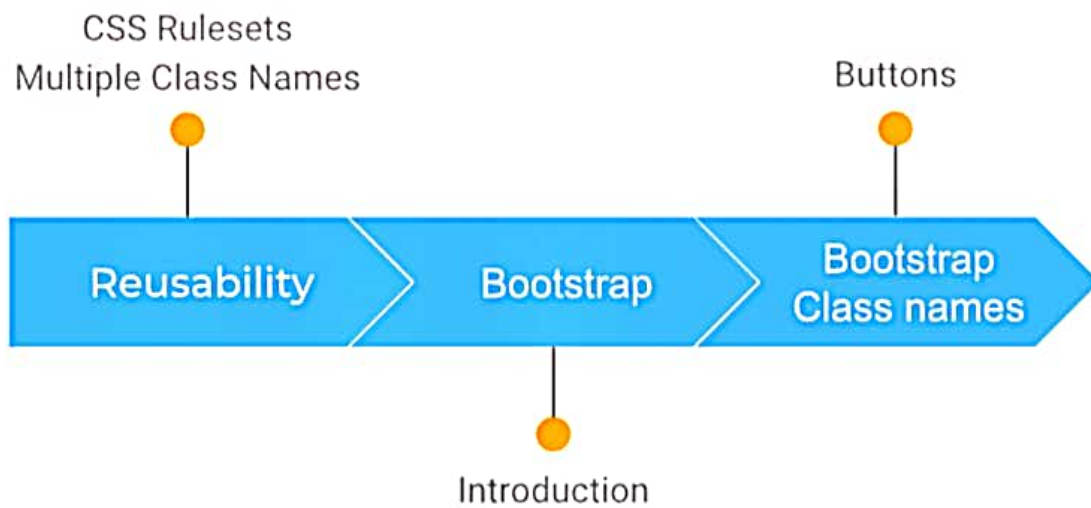 CSS Rulesets
Multiple Class Names
Buttons
Reusability
Bootstrap
Bootstrap
Class names
Introduction